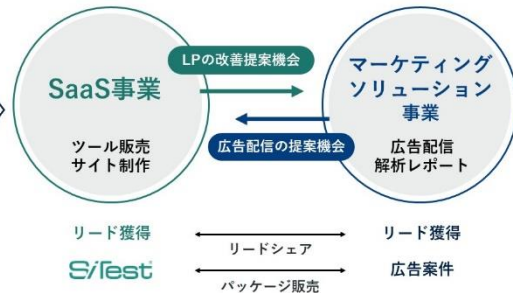 LPの改善提案機会
SaaS事業
ツール販売
サイト制作
マーケティング
ソリューション
事業
広告配信の提案機会
広告配信
解析レポート
リード獲得
リードシェア
リード獲得
SiTest®
パッケージ販売
広告案件